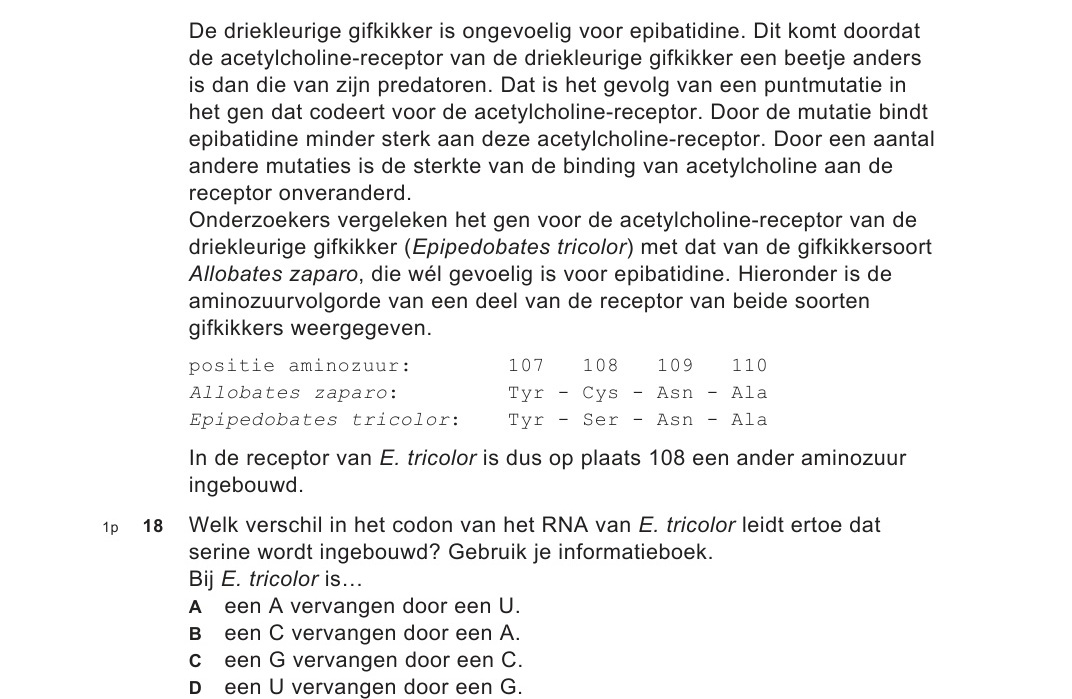 De driekleurige gifkikker is ongevoelig voor epibatidine. Dit komt doordat
de acetylcholine-receptor van de driekleurige gifkikker een beetje anders
is dan die van zijn predatoren. Dat is het gevolg van een puntmutatie in
het gen dat codeert voor de acetylcholine-receptor. Door de mutatie bindt
epibatidine minder sterk aan deze acetylcholine-receptor. Door een aantal
andere mutaties is de sterkte van de binding van acetylcholine aan de
receptor onveranderd.
Onderzoekers vergeleken het gen voor de acetylcholine-receptor van de
driekleurige gifkikker (Epipedobates tricolor) met dat van de gifkikkersoort
Allobates zaparo, die wél gevoelig is voor epibatidine. Hieronder is de
aminozuurvolgorde van een deel van de receptor van beide soorten
gifkikkers weergegeven.
positie aminozuur: 107 108 109 110
Allobates zaparo: Tyr - Cys - Asn - Ala
Epipedobates tricolor: Tyr - Ser - Asn - Ala
In de receptor van E. tricolor is dus op plaats 108 een ander aminozuur
ingebouwd.
1p 18 Welk verschil in het codon van het RNA van E. tricolor leidt ertoe dat
serine wordt ingebouwd? Gebruik je informatieboek.
Bij E. tricolor is…
A een A vervangen door een U.
B een C vervangen door een A.
C een G vervangen door een C.
D een U vervangen door een G.